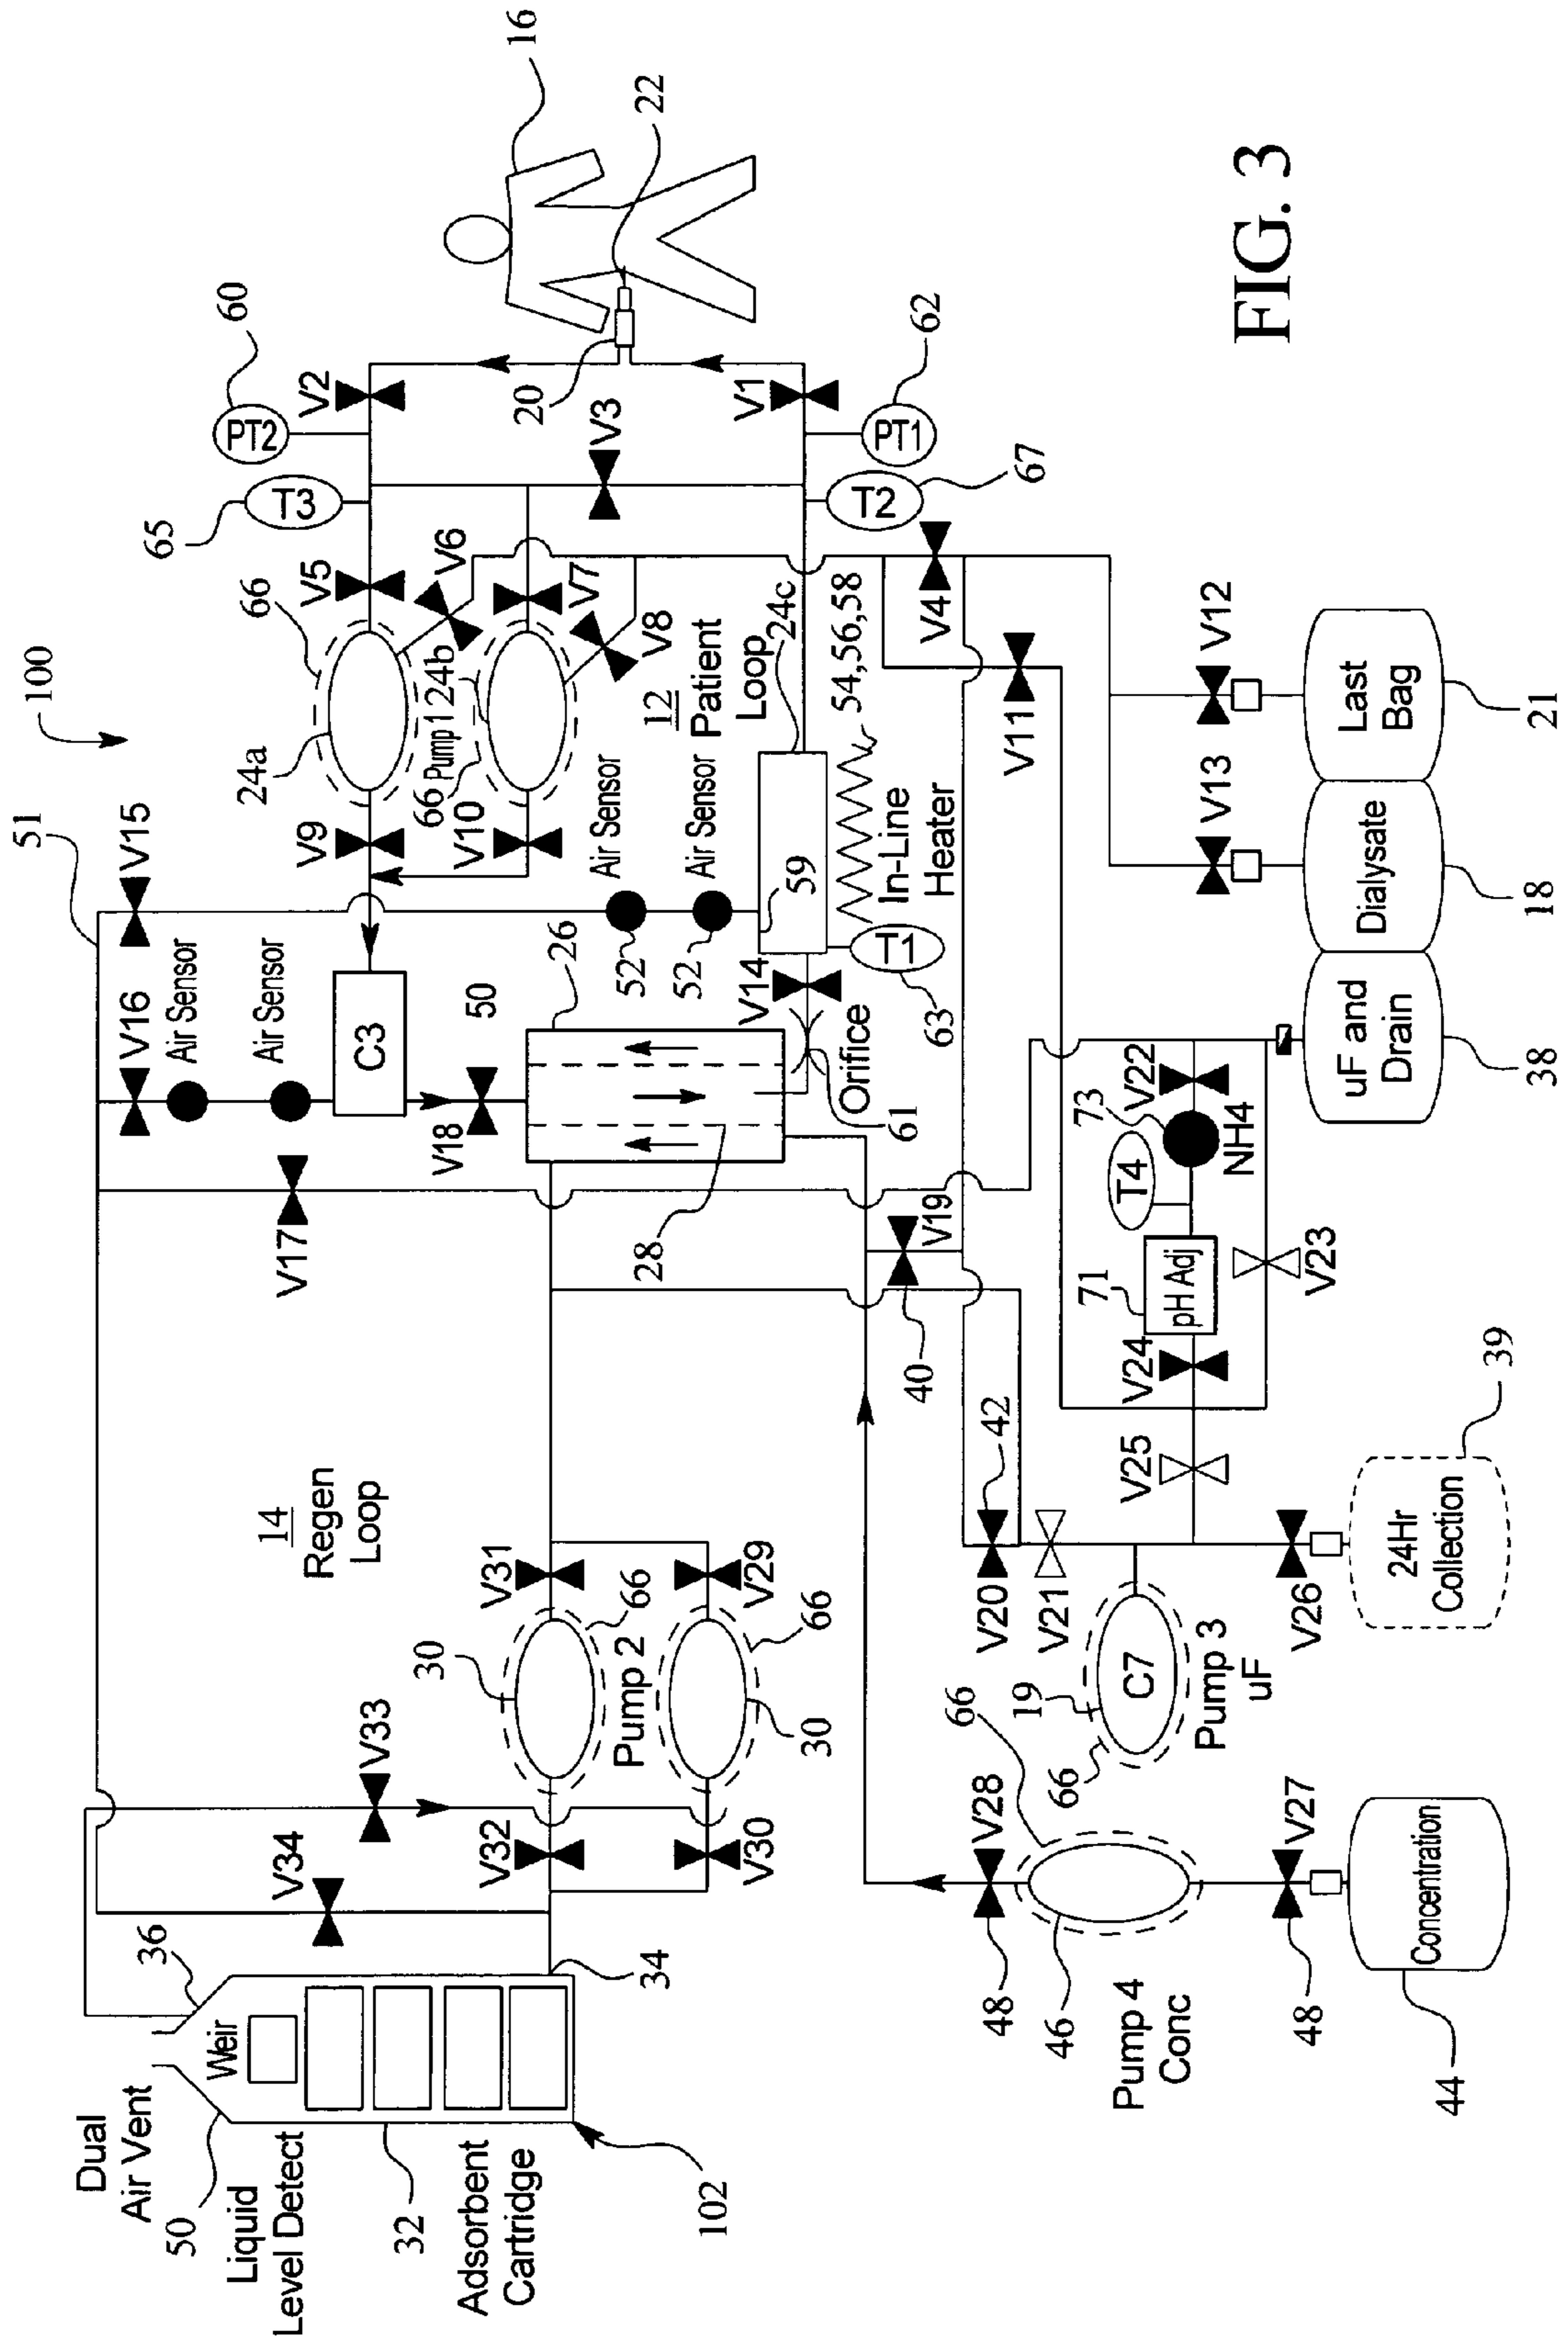 100
51
V15
V16
Air Sensor
Air Sensor
V17
C3
V9
24a
66
V5
65
T3
PT2
60
V2
16
22
20
V3
V6
V7
V8
Pump 1
24b
66
V10
Air Sensor
Air Sensor
52
52
12
Patient
Loop
24c
54,56,58
59
In-Line
Heater
T1
63
V14
Orifice
61
26
50
V18
28
V1
PT1
62
67
T2
V4
V11
V12
V13
Last
Bag
21
Dialysate
18
uF and
Drain
38
V22
73
NH4
T4
71
pH Adj
V23
V24
V25
V19
40
42
V20
V21
39
24Hr
Collection
V26
C7
19
66
Pump 3
uF
14
Regen
Loop
V31
V29
30
66
Pump 2
66
30
V33
V34
V32
V30
36
34
Weir
Dual
Air Vent
50
Liquid
Level Detect
32
Adsorbent
Cartridge
102
66
V28
48
46
Pump 4
Conc
V27
48
Concentration
44
FIG. 3